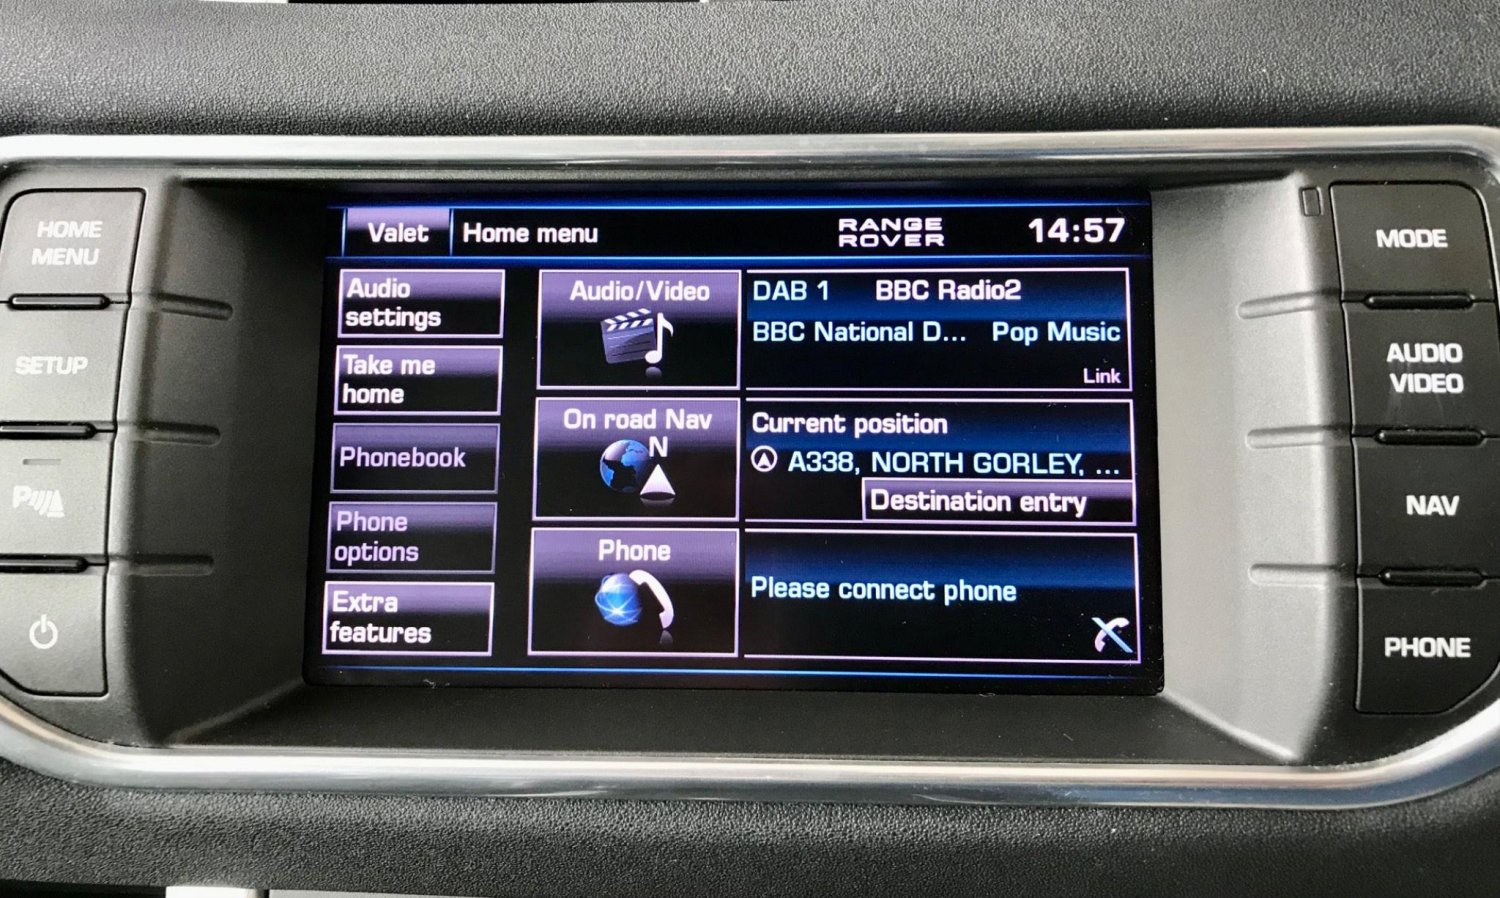 HOME
MENU
SETUP
P
Valet
Home menu
RANGE
ROVER
14:57
Audio
settings
Take me
home
Phonebook
Phone
options
Extra
features
Audio/Video
On road Nav
N
Phone
DAB 1 BBC Radio2
BBC National D... Pop Music
Link
Current position
A338, NORTH GORLEY, ...
Destination entry
Please connect phone
MODE
AUDIO
VIDEO
NAV
PHONE